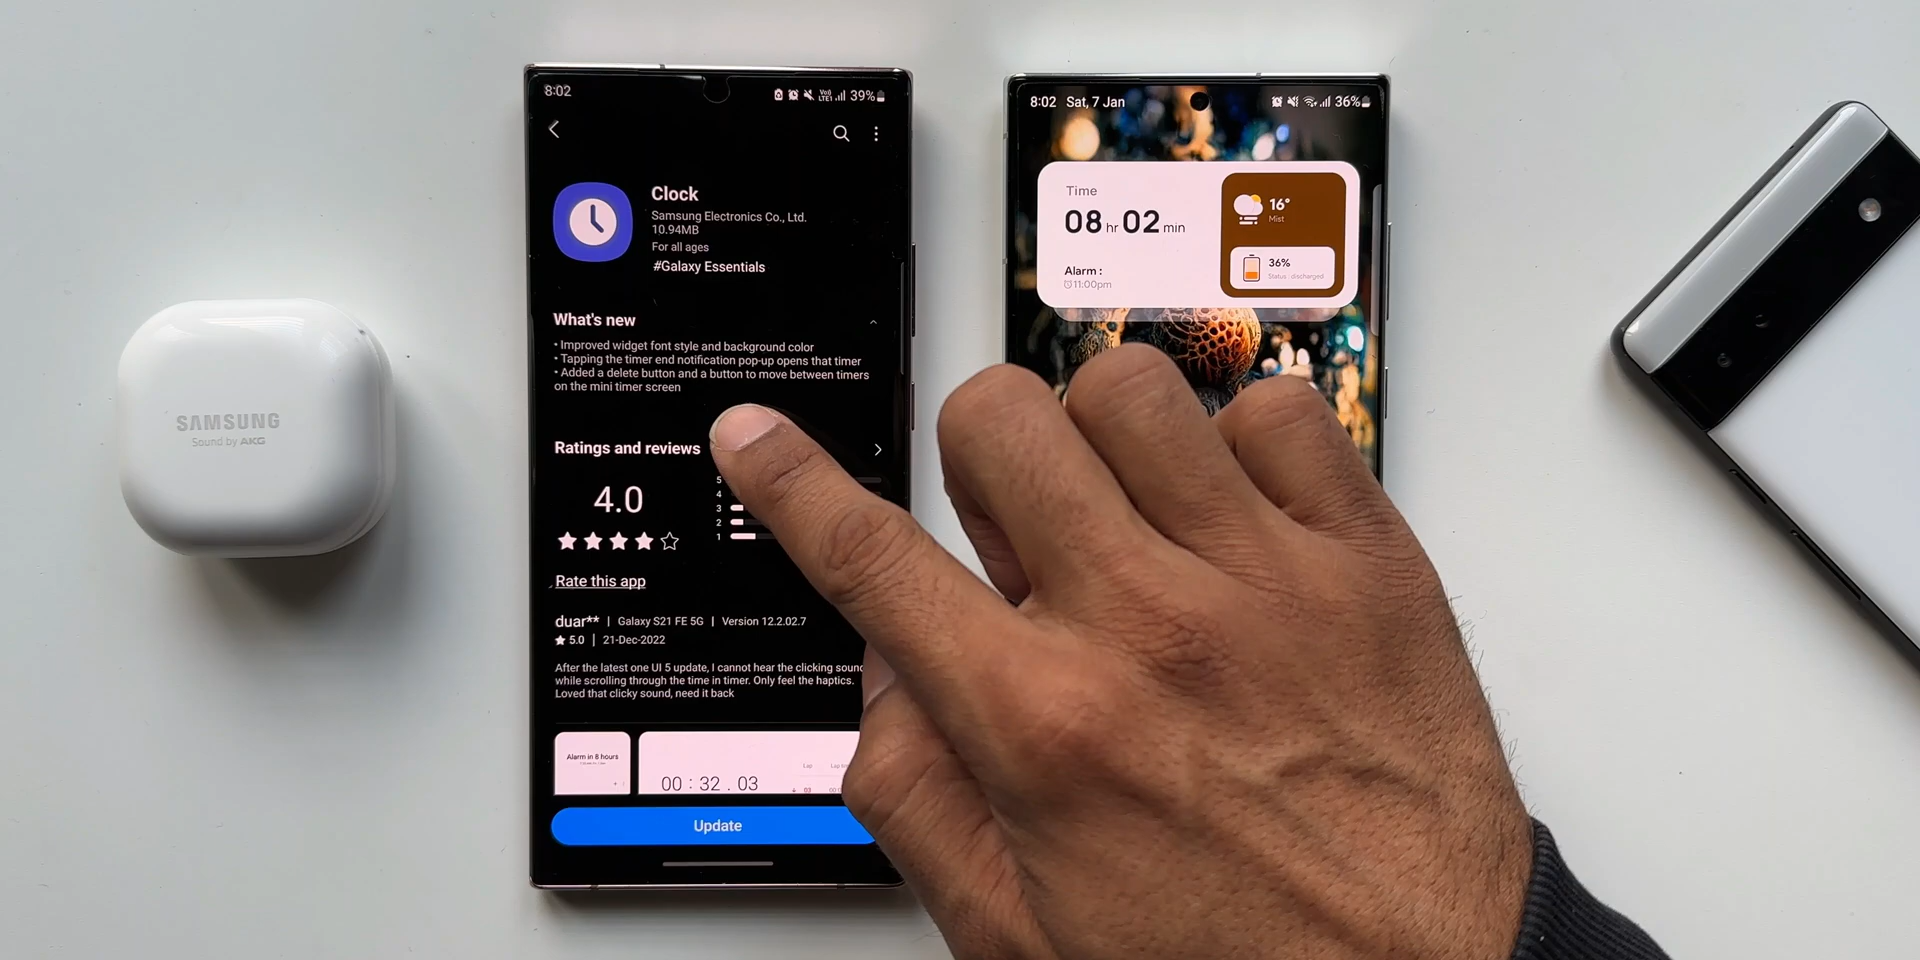 SAMSUNG
Sound by AKG
8:02
39%
Clock
Samsung Electronics Co., Ltd.
10.94MB
For all ages
#Galaxy Essentials
What's new
• Improved widget font style and background color
• Tapping the timer end notification pop-up opens that timer
• Added a delete button and a button to move between timers
on the mini timer screen
Ratings and reviews
4.0
5
4
3
2
1
Rate this app
duar** | Galaxy S21 FE 5G | Version 12.2.02.7
5.0 | 21-Dec-2022
After the latest one UI 5 update, I cannot hear the clicking sound
while scrolling through the time in timer. Only feel the haptics.
Loved that clicky sound, need it back
Alarm in 8 hours
00 : 32 . 03
Lap
03
Update
8:02 Sat, 7 Jan
36%
Time
08 hr 02 min
Alarm :
11:00pm
16°
Mist
36%
Status : discharged